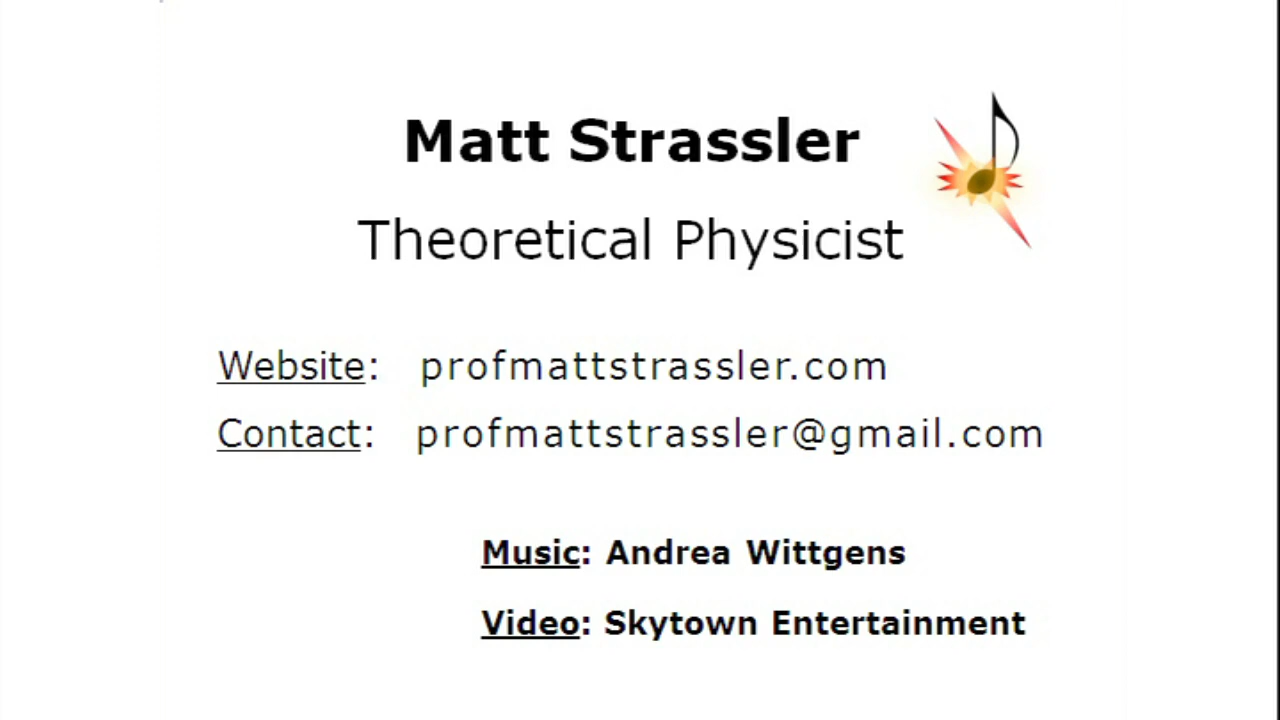 Matt Strassler
Theoretical Physicist
Website: profmattstrassler.com
Contact: profmattstrassler@gmail.com
Music: Andrea Wittgens
Video: Skytown Entertainment